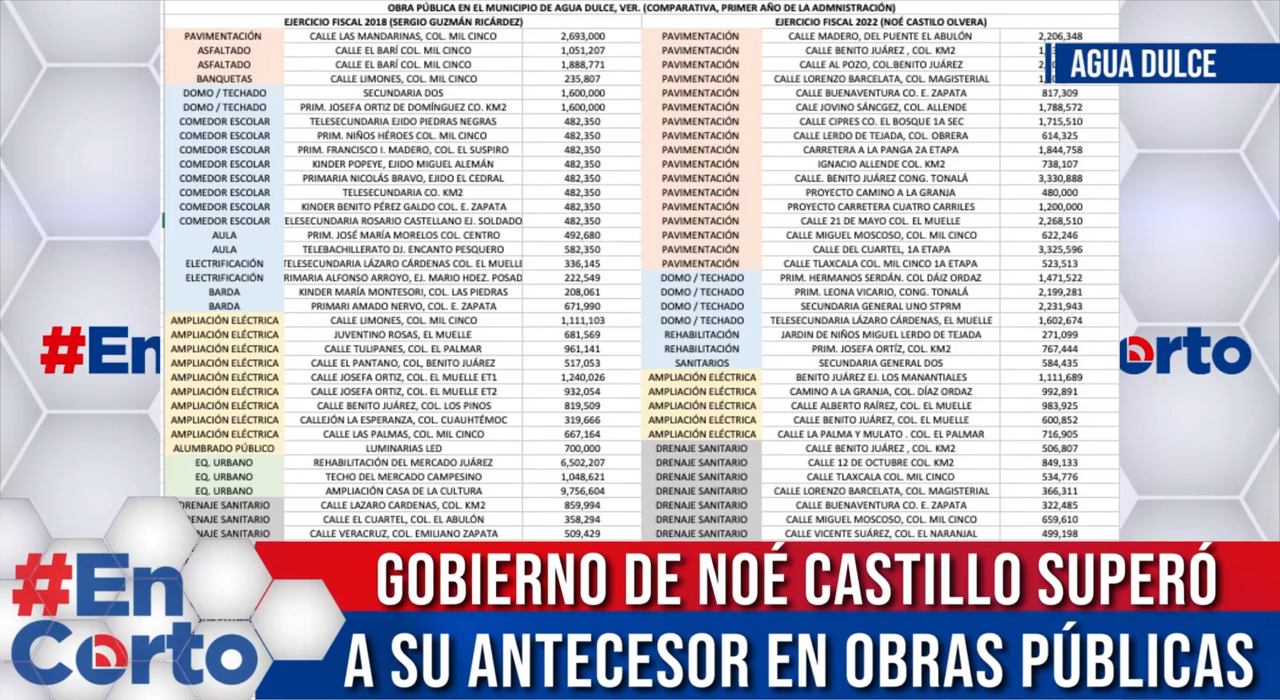 OBRA PÚBLICA EN EL MUNICIPIO DE AGUA DULCE, VER. (COMPARATIVA, PRIMER AÑO DE LA ADMNISTRACIÓN)
EJERCICIO FISCAL 2018 (SERGIO GUZMÁN RICÁRDEZ) EJERCICIO FISCAL 2022 (NOÉ CASTILO OLVERA)
PAVIMENTACIÓN CALLE LAS MANDARINAS, COL. MIL CINCO 2,693,000 PAVIMENTACIÓN CALLE MADERO, DEL PUENTE EL ABULÓN 2,206,348
ASFALTADO CALLE EL BARÍ COL. MIL CINCO 1,051,207 PAVIMENTACIÓN CALLE BENITO JUÁREZ , COL. KM2
ASFALTADO CALLE EL BARÍ COL. MIL CINCO 1,888,771 PAVIMENTACIÓN CALLE AL POZO, COL.BENITO JUÁREZ
BANQUETAS CALLE LIMONES, COL. MIL CINCO 235,807 PAVIMENTACIÓN CALLE LORENZO BARCELATA, COL. MAGISTERIAL
AGUA DULCE
DOMO / TECHADO SECUNDARIA DOS 1,600,000 PAVIMENTACIÓN CALLE BUENAVENTURA CO. E. ZAPATA 817,309
DOMO / TECHADO PRIM. JOSEFA ORTIZ DE DOMÍNGUEZ CO. KM2 1,600,000 PAVIMENTACIÓN CALE JOVINO SÁNCGEZ, COL. ALLENDE 1,788,572
COMEDOR ESCOLAR TELESECUNDARIA EJIDO PIEDRAS NEGRAS 482,350 PAVIMENTACIÓN CALLE CIPRES CO. EL BOSQUE 1A SEC 1,715,510
COMEDOR ESCOLAR PRIM. NIÑOS HÉROES COL. MIL CINCO 482,350 PAVIMENTACIÓN CALLE LERDO DE TEJADA, COL. OBRERA 614,325
COMEDOR ESCOLAR PRIM. FRANCISCO I. MADERO, COL. EL SUSPIRO 482,350 PAVIMENTACIÓN CARRETERA A LA PANGA 2A ETAPA 1,844,758
COMEDOR ESCOLAR KINDER POPEYE, EJIDO MIGUEL ALEMÁN 482,350 PAVIMENTACIÓN IGNACIO ALLENDE COL. KM2 738,107
COMEDOR ESCOLAR PRIMARIA NICOLÁS BRAVO, EJIDO EL CEDRAL 482,350 PAVIMENTACIÓN CALLE. BENITO JUÁREZ CONG. TONALÁ 3,330,888
COMEDOR ESCOLAR TELESECUNDARIA CO. KM2 482,350 PAVIMENTACIÓN PROYECTO CAMINO A LA GRANJA 480,000
COMEDOR ESCOLAR KINDER BENITO PÉREZ GALDO COL. E. ZAPATA 482,350 PAVIMENTACIÓN PROYECTO CARRETERA CUATRO CARRILES 1,200,000
COMEDOR ESCOLAR ELESECUNDARIA ROSARIO CASTELLANO EJ. SOLDADO 482,350 PAVIMENTACIÓN CALLE 21 DE MAYO COL. EL MUELLE 2,268,510
AULA PRIM. JOSÉ MARÍA MORELOS COL. CENTRO 492,680 PAVIMENTACIÓN CALLE MIGUEL MOSCOSO, COL. MIL CINCO 622,246
AULA TELEBACHILLERATO DJ. ENCANTO PESQUERO 582,350 PAVIMENTACIÓN CALLE DEL CUARTEL, 1A ETAPA 3,325,596
ELECTRIFICACIÓN TELESECUNDARIA LÁZARO CÁRDENAS COL. EL MUELLE 336,145 PAVIMENTACIÓN CALLE TLAXCALA COL. MIL CINCO 1A ETAPA 523,513
ELECTRIFICACIÓN RIMARIA ALFONSO ARROYO, EJ. MARIO HDEZ. POSAD 222,549 DOMO / TECHADO PRIM. HERMANOS SERDÁN. COL DÁIZ ORDAZ 1,471,522
BARDA KINDER MARÍA MONTESORI, COL. LAS PIEDRAS 208,061 DOMO / TECHADO PRIM. LEONA VICARIO, CONG. TONALÁ 2,199,281
BARDA PRIMARI AMADO NERVO, COL. E. ZAPATA 671,990 DOMO / TECHADO SECUNDARIA GENERAL UNO STPRM 2,231,943
AMPLIACIÓN ELÉCTRICA CALLE LIMONES, COL. MIL CINCO 1,111,103 DOMO / TECHADO TELESECUNDARIA LÁZARO CÁRDENAS, EL MUELLE 1,602,674
AMPLIACIÓN ELÉCTRICA JUVENTINO ROSAS, EL MUELLE 681,569 REHABILITACIÓN JARDIN DE NIÑOS MIGUEL LERDO DE TEJADA 271,099
AMPLIACIÓN ELÉCTRICA CALLE TULIPANES, COL. EL PALMAR 961,141 REHABILITACIÓN PRIM. JOSEFA ORTÍZ, COL. KM2 767,444
AMPLIACIÓN ELÉCTRICA CALLE EL PANTANO, COL, BENITO JUÁREZ 517,053 SANITARIOS SECUNDARIA GENERAL DOS 584,435
AMPLIACIÓN ELÉCTRICA CALLE JOSEFA ORTIZ, COL. EL MUELLE ET1 1,240,026 AMPLIACIÓN ELÉCTRICA BENITO JUÁREZ EJ. LOS MANANTIALES 1,111,689
AMPLIACIÓN ELÉCTRICA CALLE JOSEFA ORTIZ, COL. EL MUELLE ET2 932,054 AMPLIACIÓN ELÉCTRICA CAMINO A LA GRANJA, COL. DÍAZ ORDAZ 992,891
AMPLIACIÓN ELÉCTRICA CALLE BENITO JUÁREZ, COL. LOS PINOS 819,509 AMPLIACIÓN ELÉCTRICA CALLE ALBERTO RAÍREZ, COL. EL MUELLE 983,925
AMPLIACIÓN ELÉCTRICA CALLEJÓN LA ESPERANZA, COL. CUAUHTÉMOC 319,666 AMPLIACIÓN ELÉCTRICA CALLE BENITO JUÁREZ, COL. EL MUELLE 600,852
AMPLIACIÓN ELÉCTRICA CALLE LAS PALMAS, COL. MIL CINCO 667,164 AMPLIACIÓN ELÉCTRICA CALLE LA PALMA Y MULATO . COL. EL PALMAR 716,905
ALUMBRADO PÚBLICO LUMINARIAS LED 700,000 DRENAJE SANITARIO CALLE BENITO JUÁREZ, COL. KM2 506,807
EQ. URBANO REHABILITACIÓN DEL MERCADO JUÁREZ 6,502,207 DRENAJE SANITARIO CALLE 12 DE OCTUBRE COL. KM2 849,133
EQ. URBANO TECHO DEL MERCADO CAMPESINO 1,048,621 DRENAJE SANITARIO CALLE TLAXCALA COL. MIL CINCO 534,776
EQ. URBANO AMPLIACIÓN CASA DE LA CULTURA 9,756,604 DRENAJE SANITARIO CALLE LORENZO BARCELATA, COL. MAGISTERIAL 366,311
DRENAJE SANITARIO CALLE LAZARO CARDENAS, COL. KM2 859,994 DRENAJE SANITARIO CALLE BUENAVENTURA CO. E. ZAPATA 322,485
DRENAJE SANITARIO CALLE EL CUARTEL, COL. EL ABULÓN 358,294 DRENAJE SANITARIO CALLE MIGUEL MOSCOSO, COL. MIL CINCO 659,610
DRENAJE SANITARIO CALLE VERACRUZ, COL. EMILIANO ZAPATA 509,429 DRENAJE SANITARIO CALLE VICENTE SUÁREZ, COL. EL NARANJAL 499,198
#En orto
#En
Corto
GOBIERNO DE NOÉ CASTILLO SUPERÓ
A SU ANTECESOR EN OBRAS PÚBLICAS